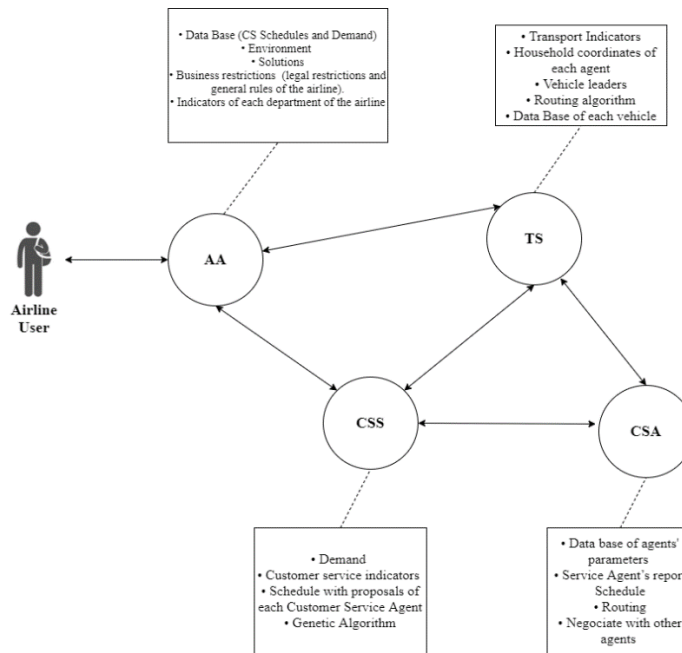 • Data Base (CS Schedules and Demand)
• Environment
• Solutions
• Business restrictions (legal restrictions and
general rules of the airline).
• Indicators of each department of the airline
• Transport Indicators
• Household coordinates of
each agent
• Vehicle leaders
• Routing algorithm
• Data Base of each vehicle
AA
TS
Airline
User
CSS
CSA
• Demand
• Customer service indicators
• Schedule with proposals of
each Customer Service Agent
• Genetic Algorithm
• Data base of agents'
parameters
• Service Agent's report
Schedule
• Routing
• Negociate with other
agents